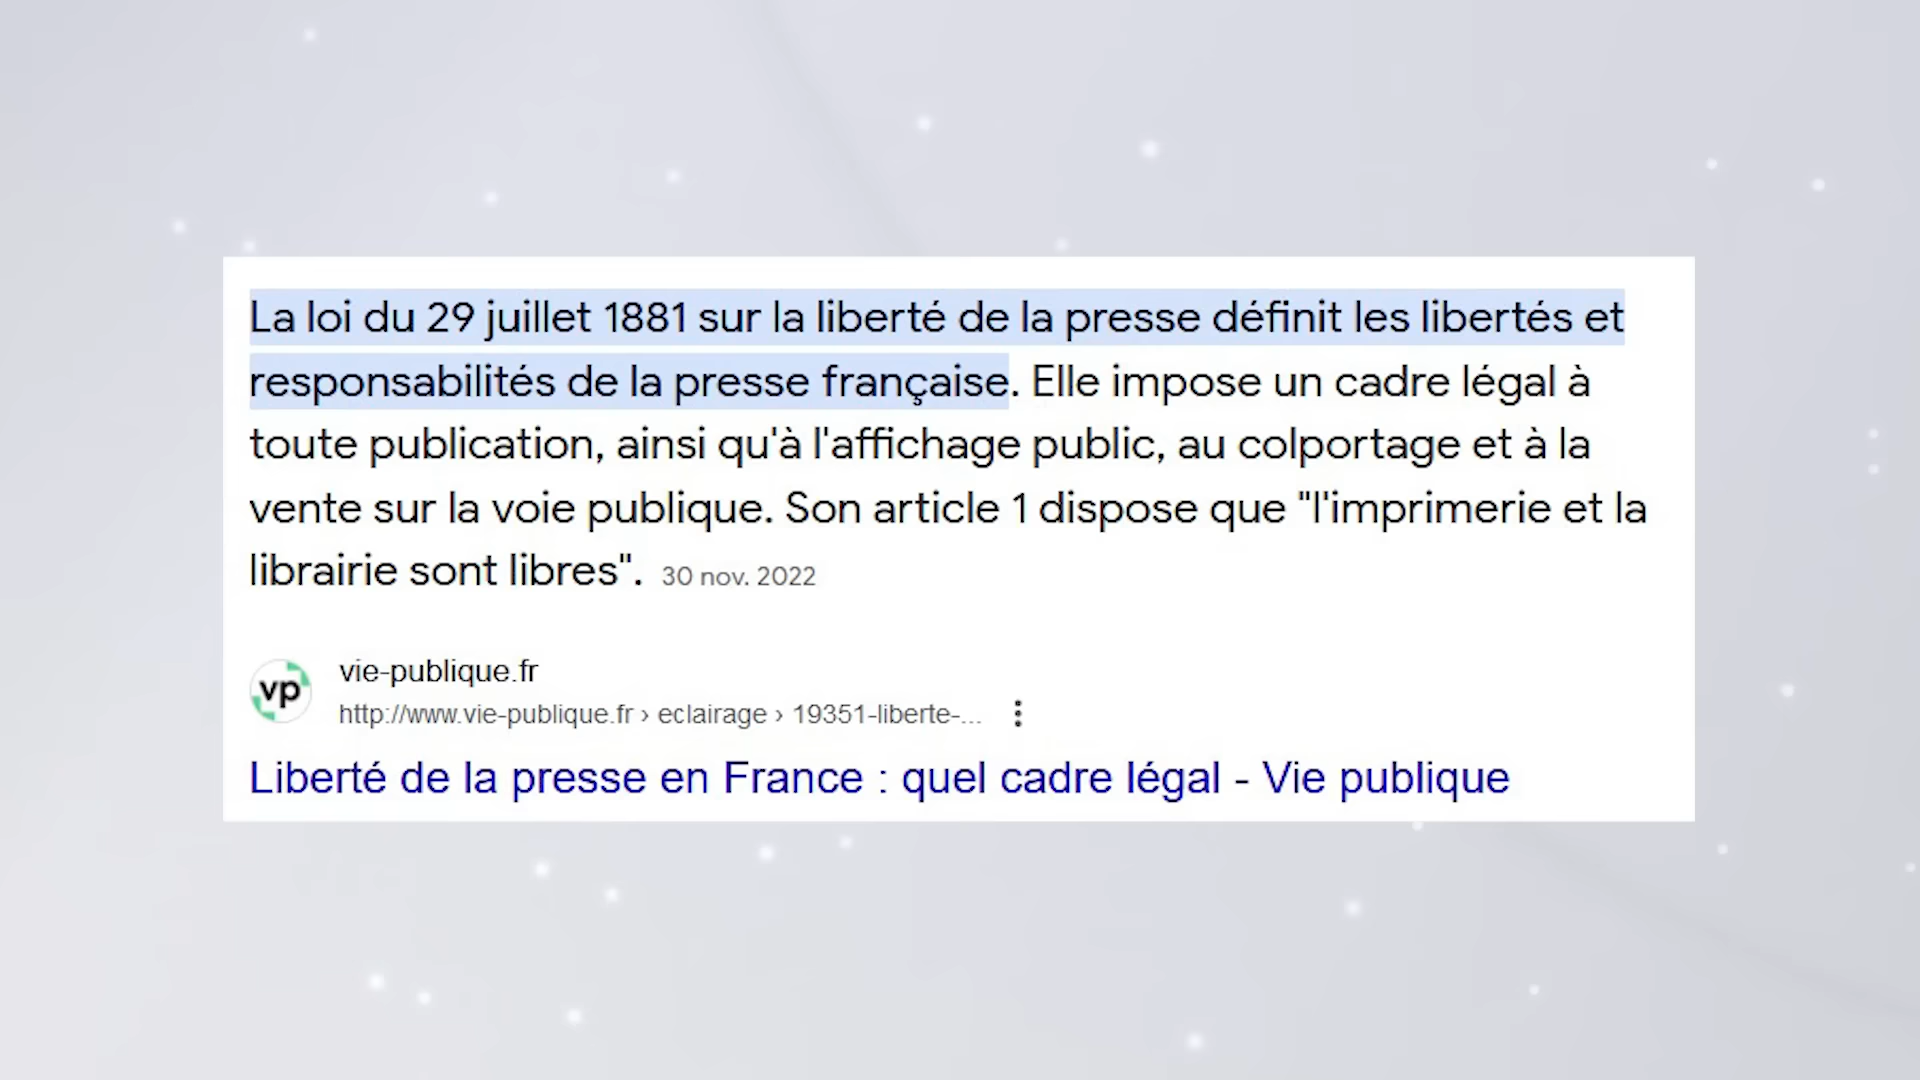 La loi du 29 juillet 1881 sur la liberté de la presse définit les libertés et
responsabilités de la presse française. Elle impose un cadre légal à
toute publication, ainsi qu'à l'affichage public, au colportage et à la
vente sur la voie publique. Son article 1 dispose que "l'imprimerie et la
librairie sont libres". 30 nov. 2022
vp
vie-publique.fr
http://www.vie-publique.fr › eclairage › 19351-liberte-...
Liberté de la presse en France : quel cadre légal - Vie publique